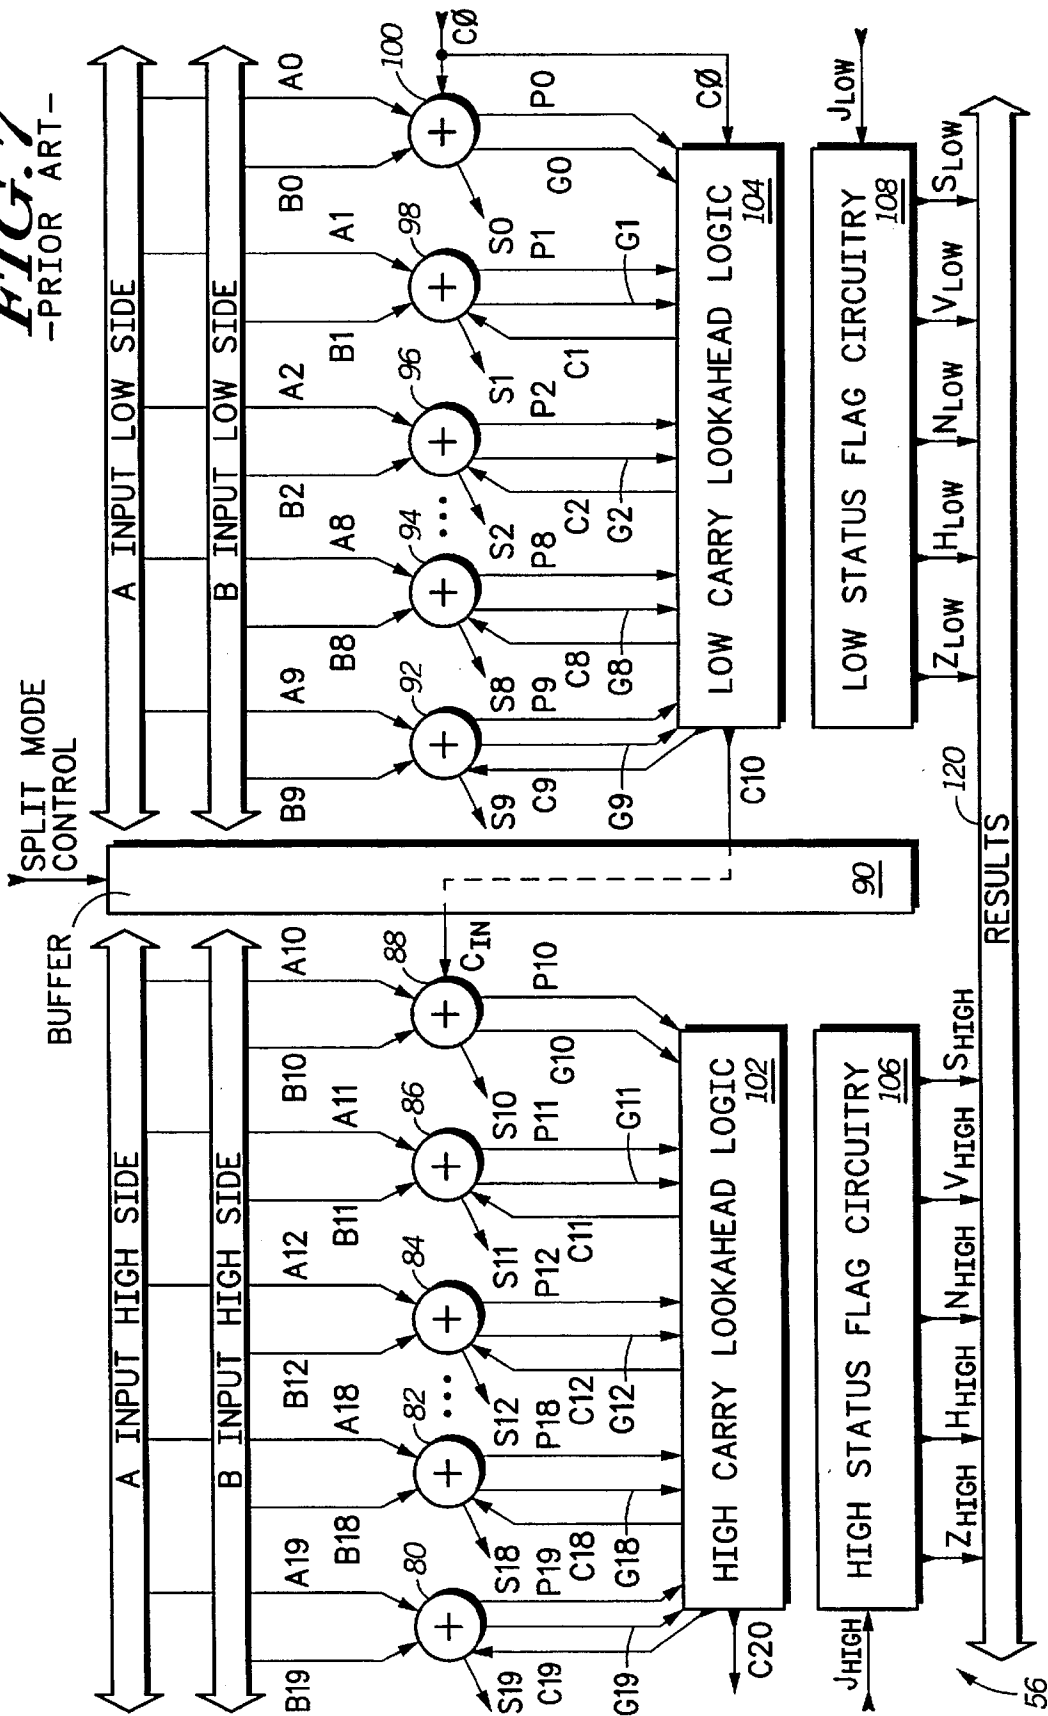 FIG.7
-PRIOR ART-
SPLIT MODE
CONTROL
BUFFER
A INPUT HIGH SIDE
A INPUT LOW SIDE
B INPUT HIGH SIDE
B INPUT LOW SIDE
B19 A19 B18 A18 B12 A12 B11 A11 B10 A10
B9 A9 B8 A8 B2 A2 B1 A1 B0 A0
80 82 84 86 88
92 94 96 98 100
... ...
CIN
CØ
S19 S18 S12 S11 S10
S9 S8 S2 S1 S0
C19 P19 P18 P12 P11 P10
C9 P9 P8 P2 P1 P0
C18 C12 C11 G10
C8 C2 C1 G0
G19 G18 G12 G11
G9 G8 G2 G1
CØ
HIGH CARRY LOOKAHEAD LOGIC
102
LOW CARRY LOOKAHEAD LOGIC
104
C20
C10
90
JHIGH
HIGH STATUS FLAG CIRCUITRY
106
LOW STATUS FLAG CIRCUITRY
108
JLOW
ZHIGH HHIGH NHIGH VHIGH SHIGH
ZLOW HLOW NLOW VLOW SLOW
RESULTS
120
56